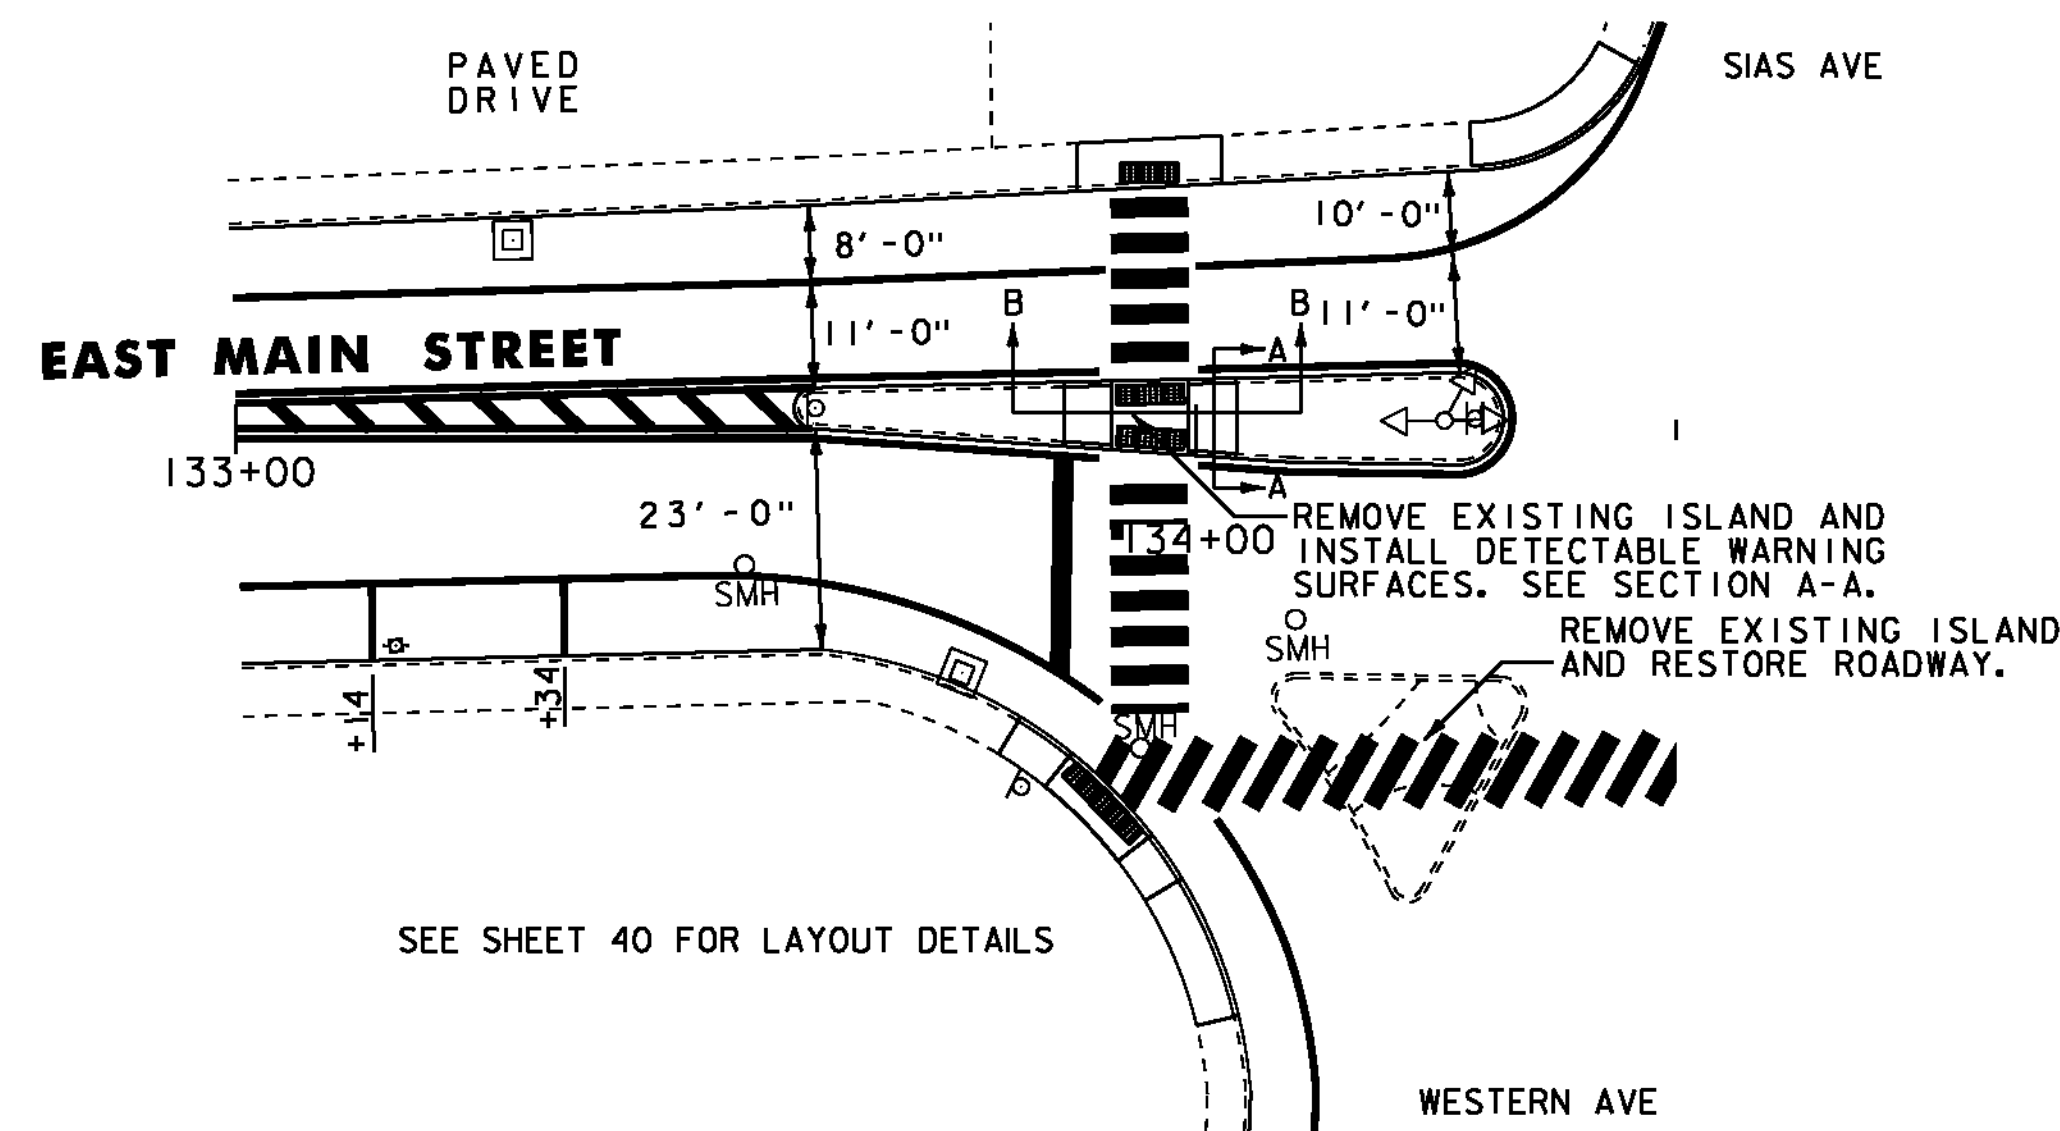 PAVED
DRIVE
SIAS AVE
10'-0"
8'-0"
B
B
11'-0"
11'-0"
EAST MAIN STREET
A
133+00
A
23'-0"
REMOVE EXISTING ISLAND AND
INSTALL DETECTABLE WARNING
SURFACES. SEE SECTION A-A.
134+00
SMH
REMOVE EXISTING ISLAND
AND RESTORE ROADWAY.
SMH
+14
+34
SMH
SEE SHEET 40 FOR LAYOUT DETAILS
WESTERN AVE